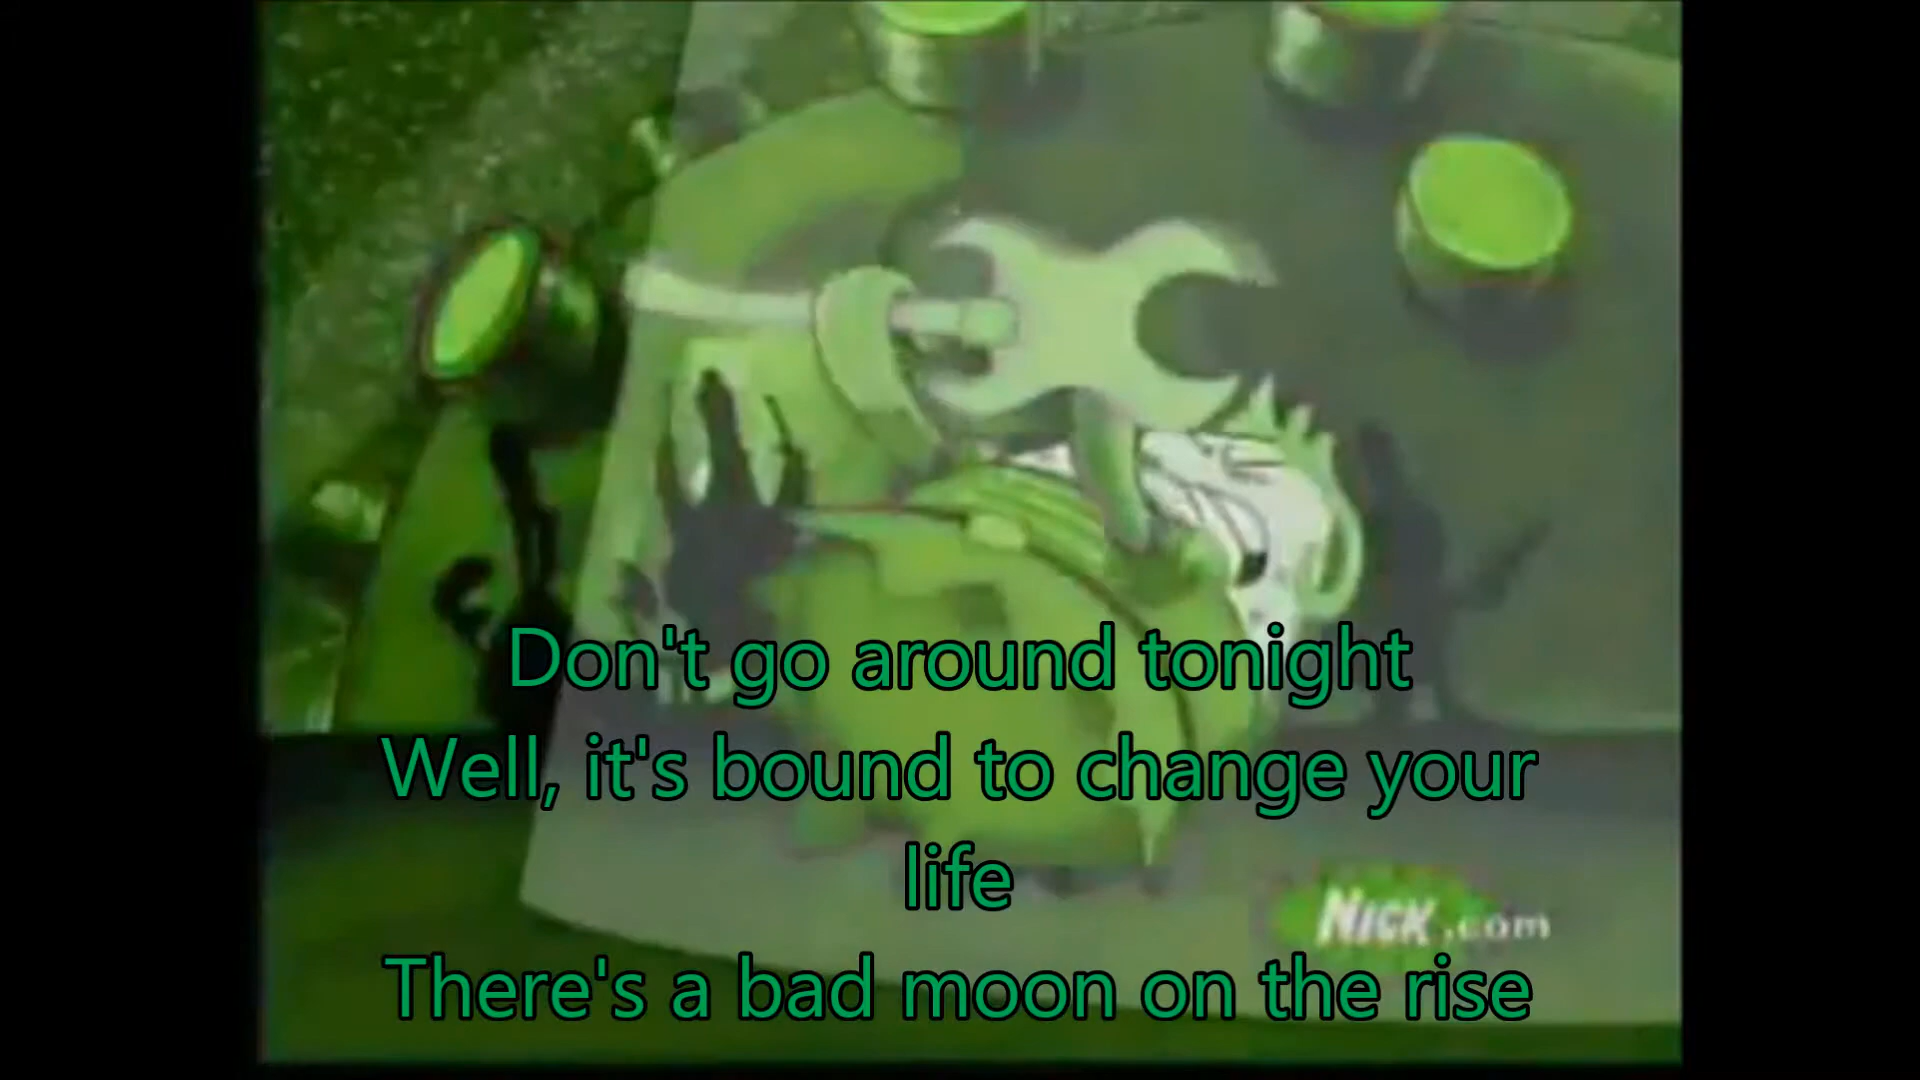 Don't go around tonight
Well, it's bound to change your
life
NICK.com
There's a bad moon on the rise